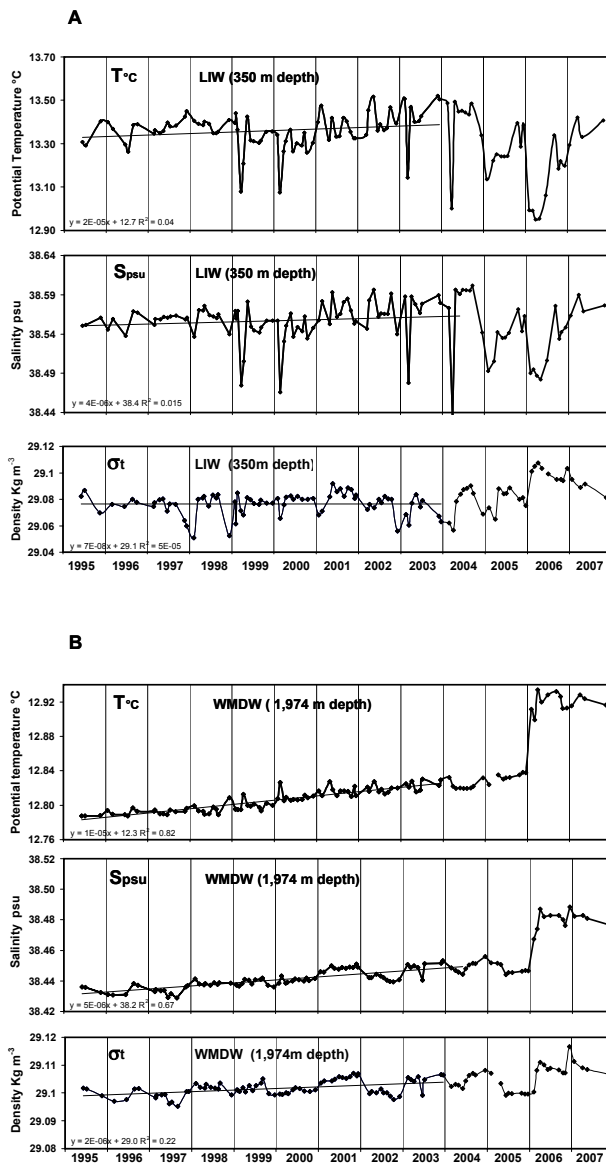 A
T°C LIW (350 m depth)
Potential Temperature °C
13.70
13.50
13.30
13.10
12.90
y = 2E-05x + 12.7 R² = 0.04
Spsu LIW (350 m depth)
Salinity psu
38.64
38.59
38.54
38.49
38.44
y = 4E-06x + 38.4 R² = 0.015
σt LIW (350m depth)
Density Kg m⁻³
29.12
29.1
29.08
29.06
29.04
y = 7E-08x + 29.1 R² = 5E-05
1995 1996 1997 1998 1999 2000 2001 2002 2003 2004 2005 2006 2007
B
T°C WMDW ( 1,974 m depth)
Potential temperature °C
12.92
12.88
12.84
12.80
12.76
y = 1E-05x + 12.3 R² = 0.82
Spsu WMDW (1,974 m depth)
Salinity psu
38.52
38.50
38.48
38.46
38.44
38.42
y = 5E-06x + 38.2 R² = 0.67
σt WMDW (1,974m depth)
Density Kg m⁻³
29.12
29.11
29.10
29.09
29.08
y = 2E-06x + 29.0 R² = 0.22
1995 1996 1997 1998 1999 2000 2001 2002 2003 2004 2005 2006 2007